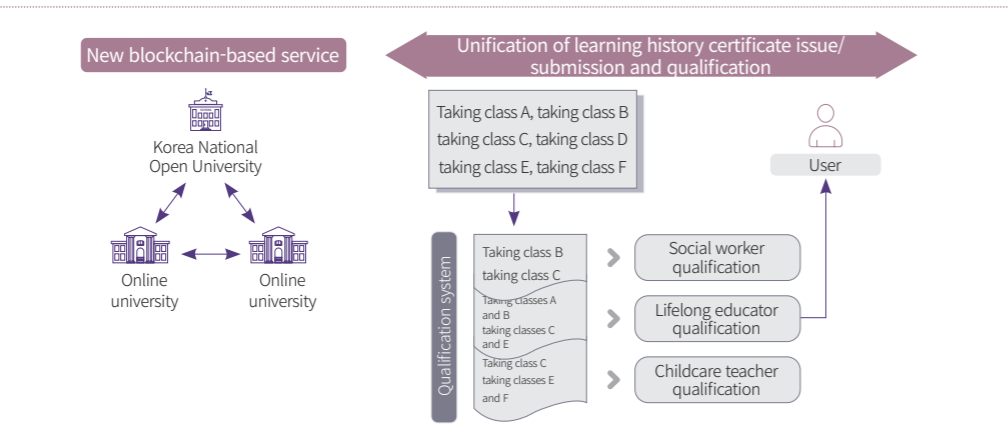 New blockchain-based service
Unification of learning history certificate issue/
submission and qualification
Korea National
Open University
Online
university
Online
university
Taking class A, taking class B
taking class C, taking class D
taking class E, taking class F
User
Qualification system
Taking class B
taking class C
Taking classes A
and B
taking classes C
and E
Taking class C
taking classes E
and F
Social worker
qualification
Lifelong educator
qualification
Childcare teacher
qualification